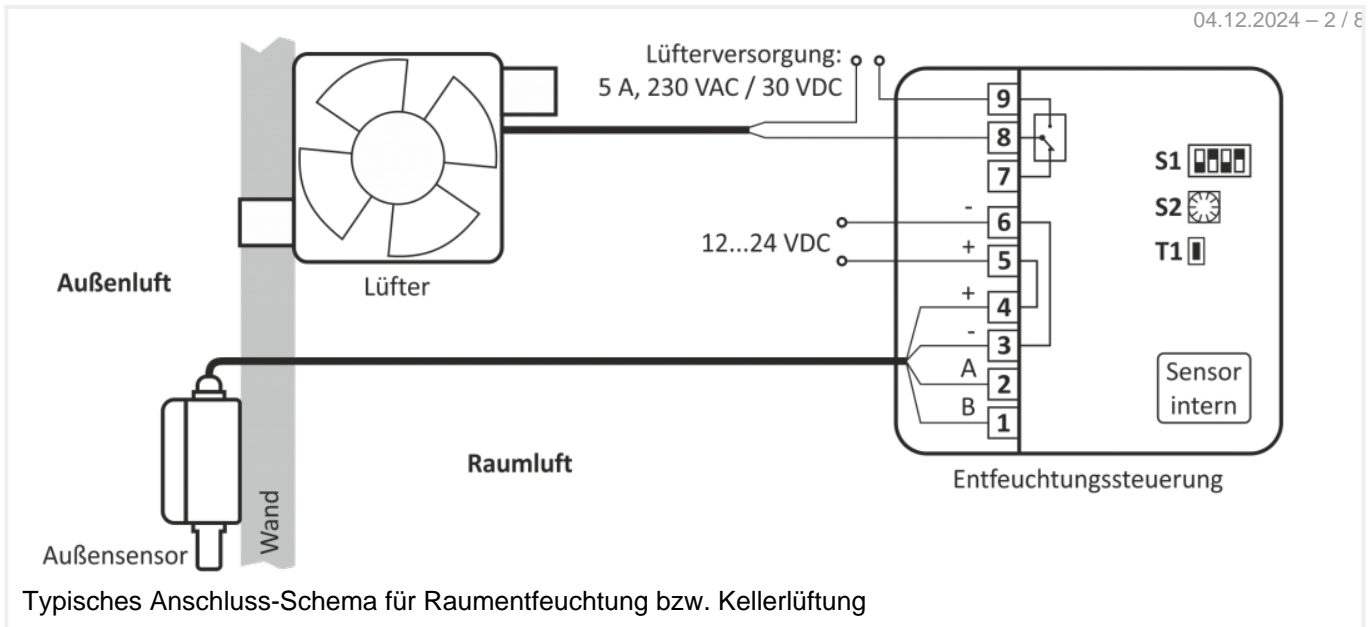 04.12.2024 – 2 / 8
Lüfterversorgung:
5 A, 230 VAC / 30 VDC
9
8
7
-
6
12...24 VDC
+
5
+
4
-
3
A
2
B
1
S1
S2
T1
Sensor
intern
Außenluft
Lüfter
Raumluft
Wand
Außensensor
Entfeuchtungssteuerung
Typisches Anschluss-Schema für Raumentfeuchtung bzw. Kellerlüftung